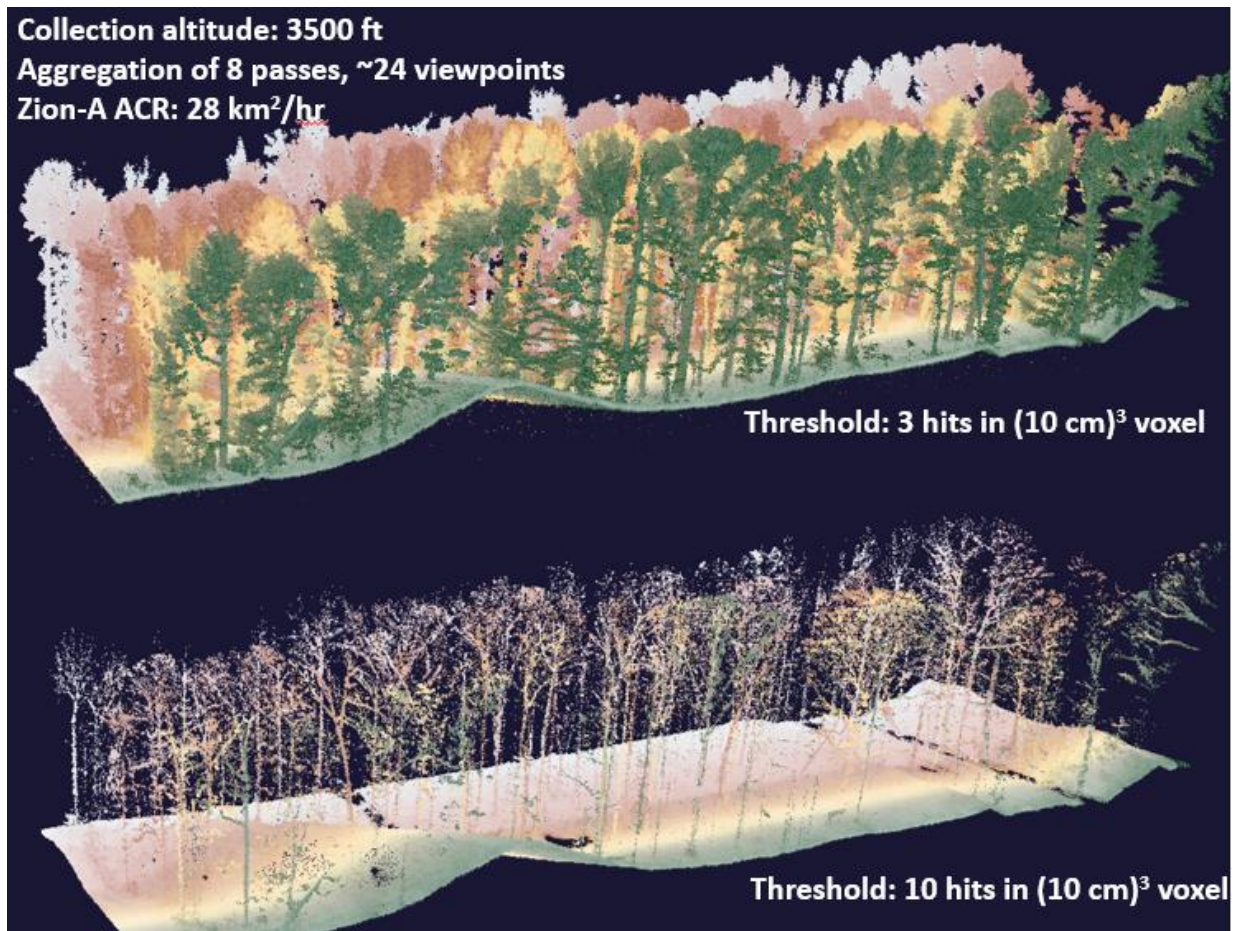 Collection altitude: 3500 ft
Aggregation of 8 passes, ~24 viewpoints
Zion-A ACR: 28 km²/hr
Threshold: 3 hits in (10 cm)³ voxel
Threshold: 10 hits in (10 cm)³ voxel